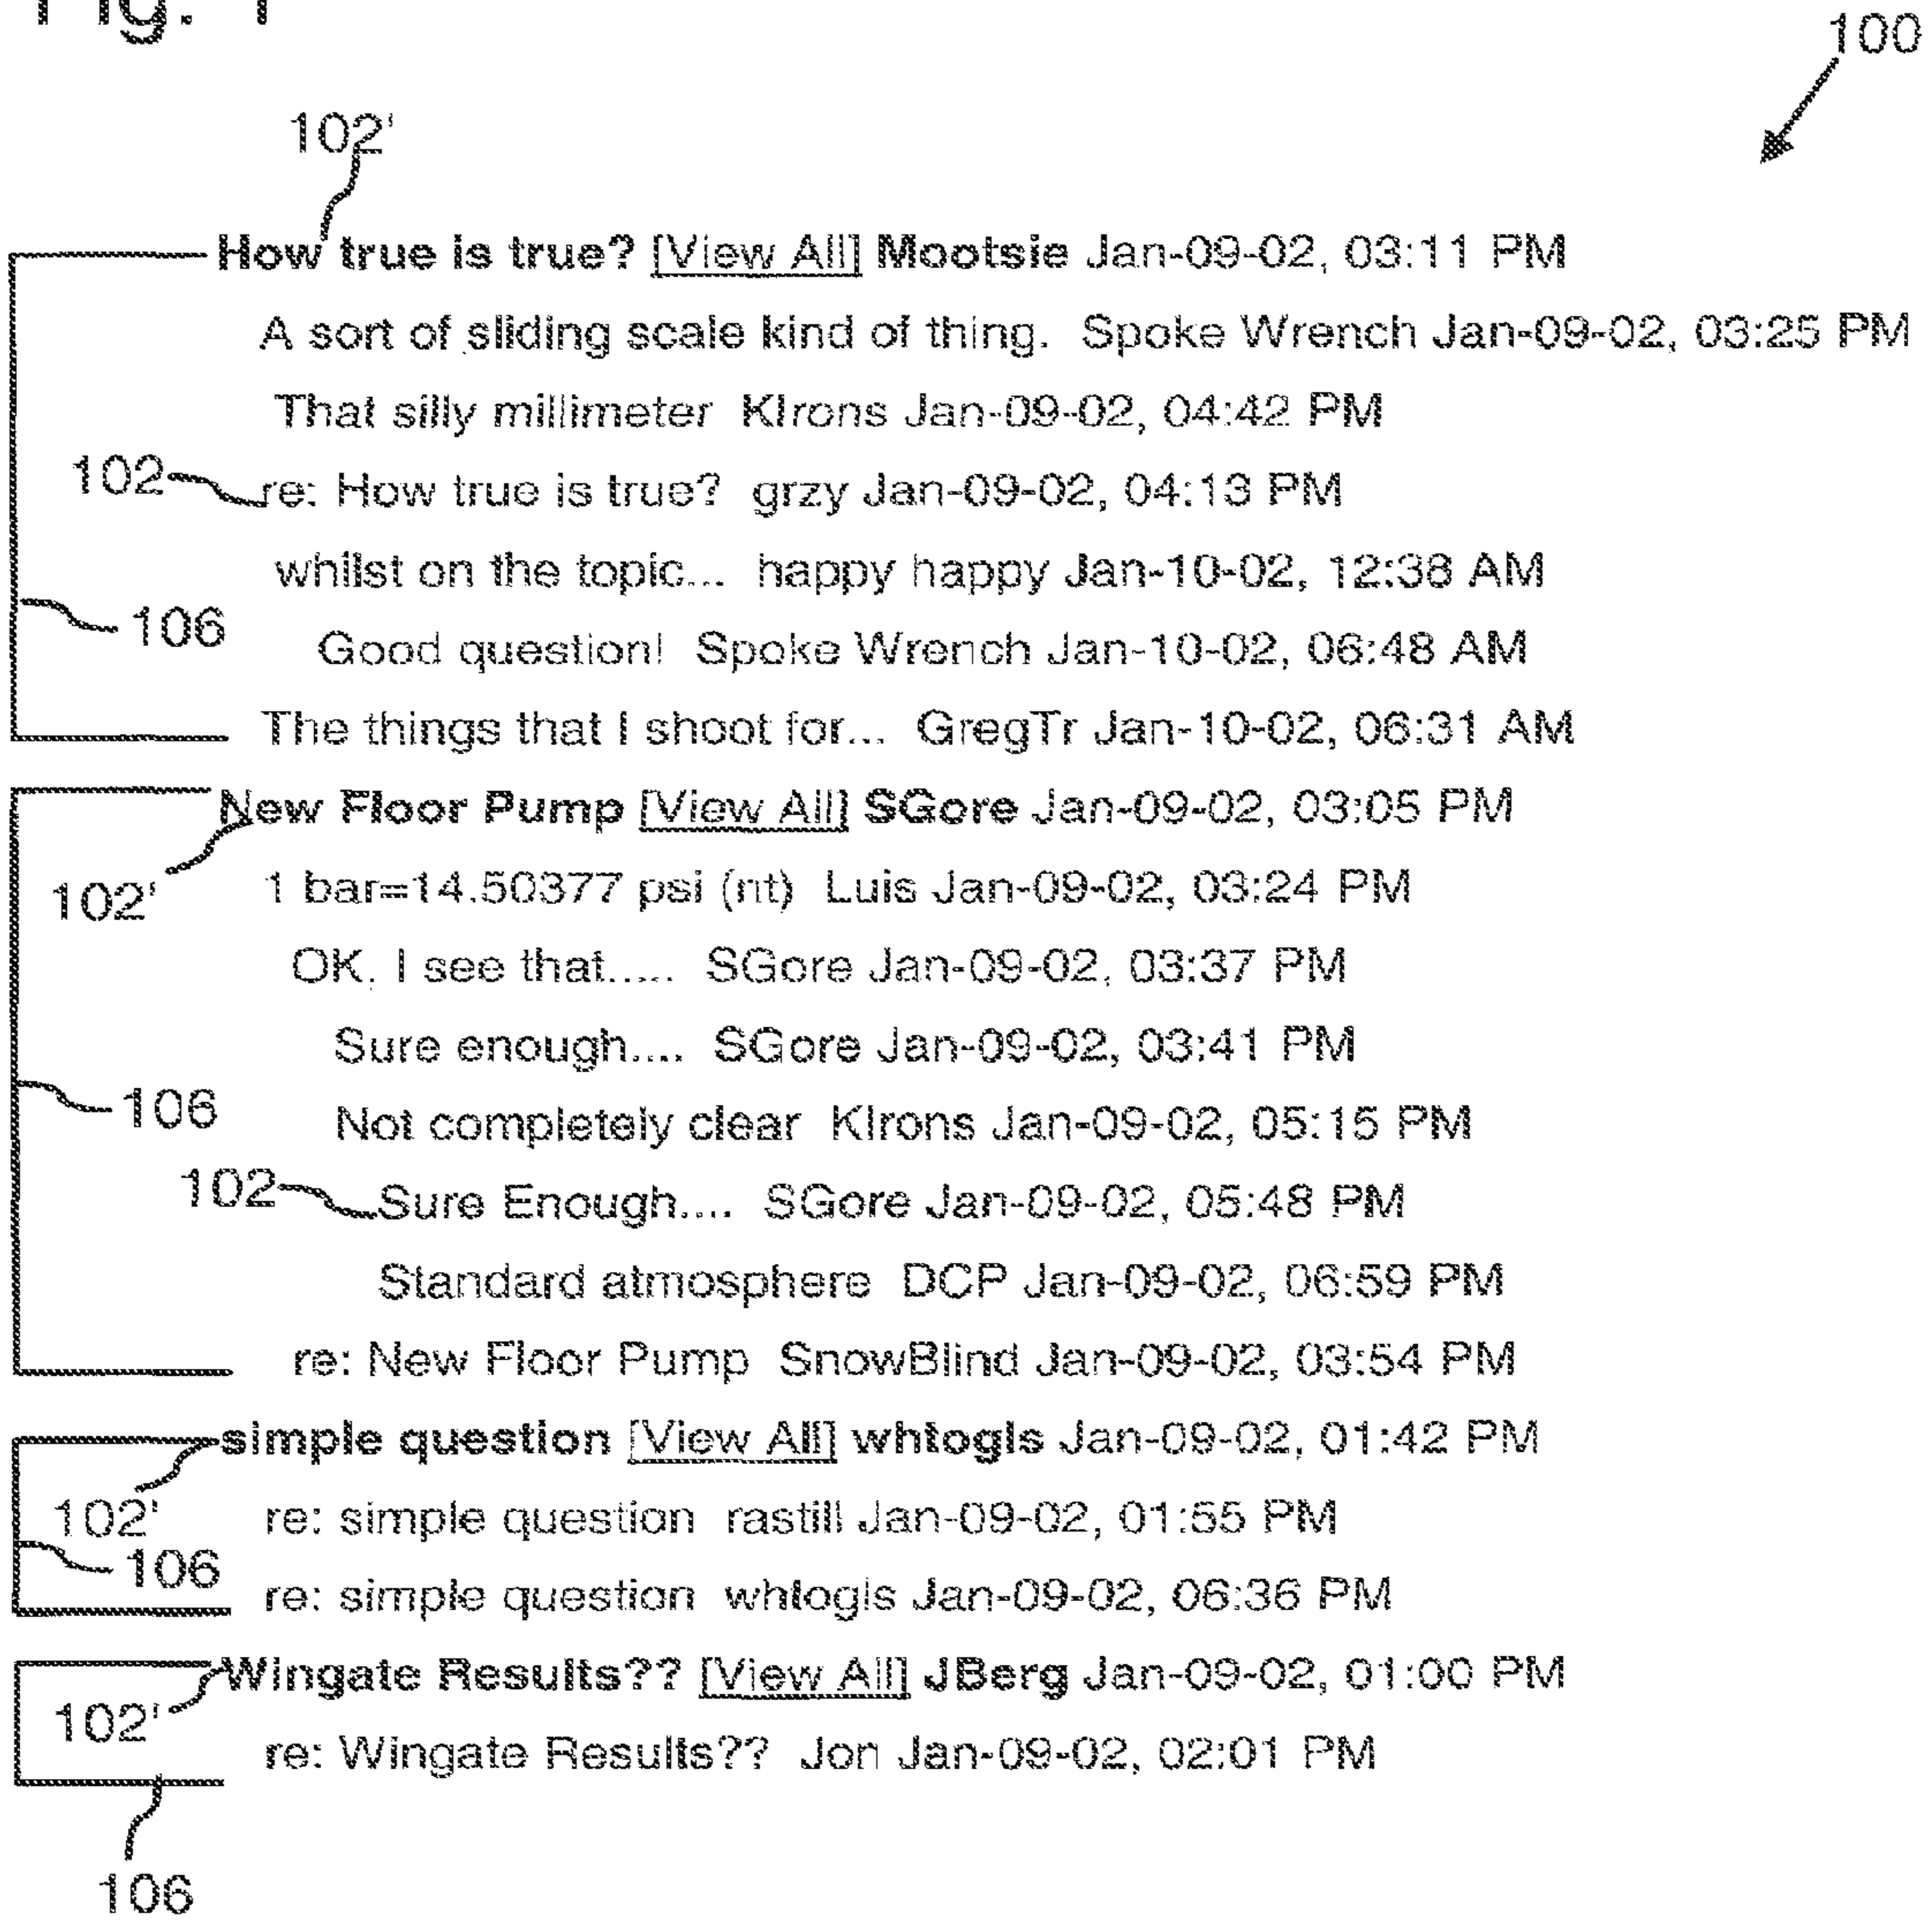 Fig. 1
100
102'
How true is true? [View All] Mootsie Jan-09-02, 03:11 PM
A sort of sliding scale kind of thing. Spoke Wrench Jan-09-02, 03:25 PM
That silly millimeter KIrons Jan-09-02, 04:42 PM
102 re: How true is true? grzy Jan-09-02, 04:13 PM
whilst on the topic... happy happy Jan-10-02, 12:38 AM
106
Good question! Spoke Wrench Jan-10-02, 06:48 AM
The things that I shoot for... GregTr Jan-10-02, 06:31 AM
New Floor Pump [View All] SGore Jan-09-02, 03:05 PM
102' 1 bar=14.50377 psi (nt) Luis Jan-09-02, 03:24 PM
OK, I see that..... SGore Jan-09-02, 03:37 PM
Sure enough.... SGore Jan-09-02, 03:41 PM
106 Not completely clear KIrons Jan-09-02, 05:15 PM
102 Sure Enough.... SGore Jan-09-02, 05:48 PM
Standard atmosphere DCP Jan-09-02, 06:59 PM
re: New Floor Pump SnowBlind Jan-09-02, 03:54 PM
simple question [View All] whtogls Jan-09-02, 01:42 PM
102' re: simple question rastill Jan-09-02, 01:55 PM
106 re: simple question whtogls Jan-09-02, 06:36 PM
Wingate Results?? [View All] JBerg Jan-09-02, 01:00 PM
102'
re: Wingate Results?? Jon Jan-09-02, 02:01 PM
106